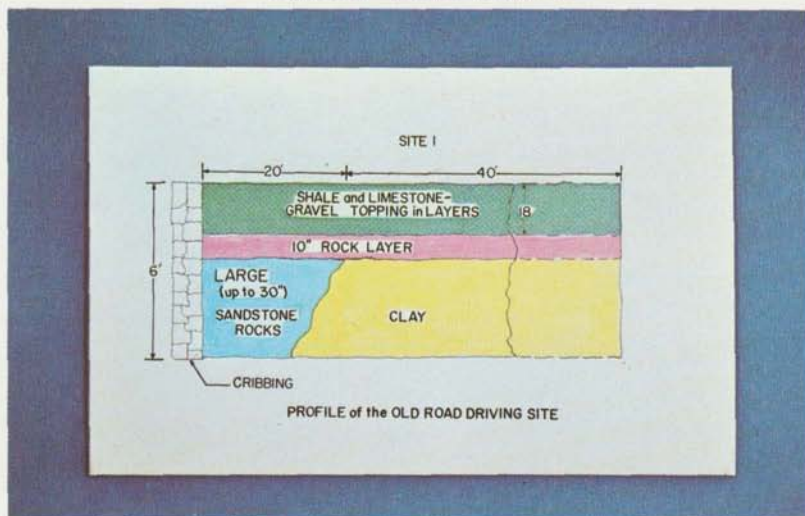 SITE I
20' 40'
SHALE and LIMESTONE-
GRAVEL TOPPING in LAYERS
18"
10" ROCK LAYER
6'
LARGE
(up to 30")
SANDSTONE
ROCKS
CLAY
CRIBBING
PROFILE of the OLD ROAD DRIVING SITE